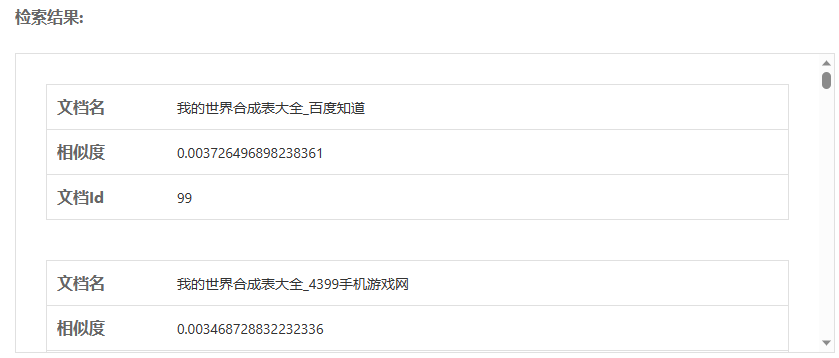 检索结果:
文档名 我的世界合成表大全_百度知道
相似度 0.003726496898238361
文档Id 99
文档名 我的世界合成表大全_4399手机游戏网
相似度 0.003468728832232336